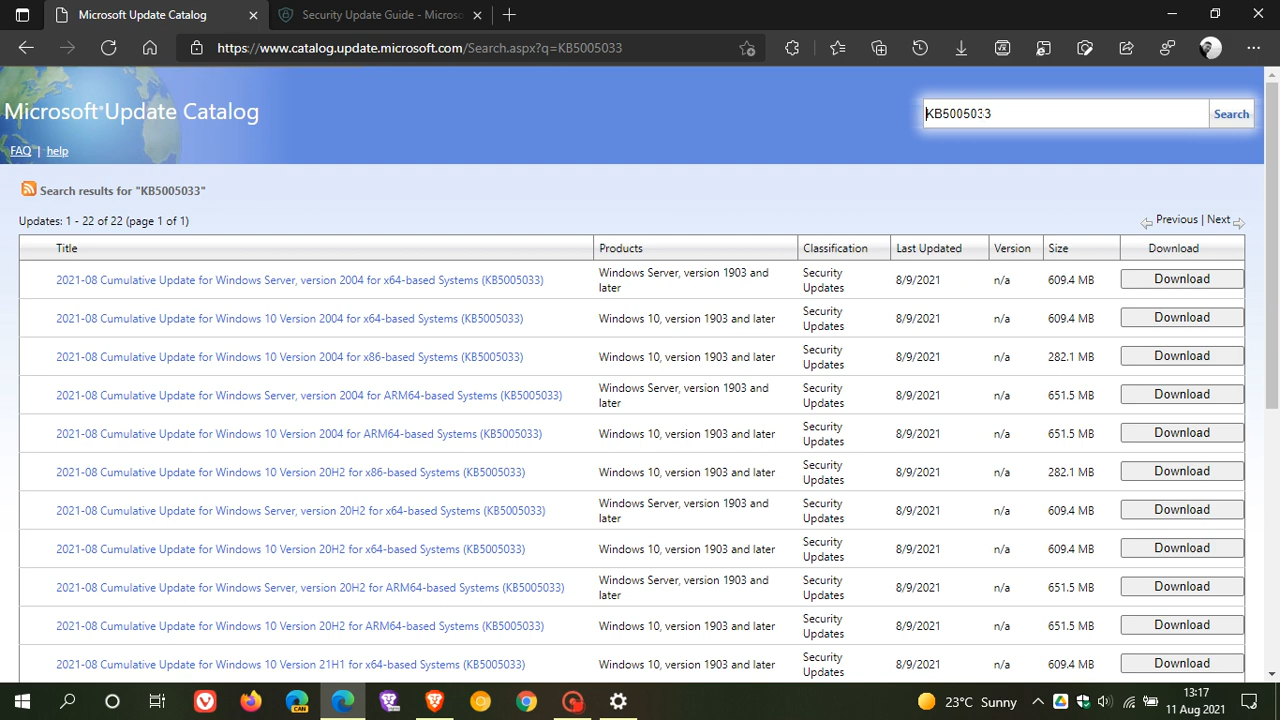 Microsoft Update Catalog
Security Update Guide - Microso
https://www.catalog.update.microsoft.com/Search.aspx?q=KB5005033
Microsoft Update Catalog
KB5005033
Search
FAQ | help
Search results for "KB5005033"
Updates: 1 - 22 of 22 (page 1 of 1)
Previous | Next
Title Products Classification Last Updated Version Size Download
2021-08 Cumulative Update for Windows Server, version 2004 for x64-based Systems (KB5005033) Windows Server, version 1903 and later Security Updates 8/9/2021 n/a 609.4 MB Download
2021-08 Cumulative Update for Windows 10 Version 2004 for x64-based Systems (KB5005033) Windows 10, version 1903 and later Security Updates 8/9/2021 n/a 609.4 MB Download
2021-08 Cumulative Update for Windows 10 Version 2004 for x86-based Systems (KB5005033) Windows 10, version 1903 and later Security Updates 8/9/2021 n/a 282.1 MB Download
2021-08 Cumulative Update for Windows Server, version 2004 for ARM64-based Systems (KB5005033) Windows Server, version 1903 and later Security Updates 8/9/2021 n/a 651.5 MB Download
2021-08 Cumulative Update for Windows 10 Version 2004 for ARM64-based Systems (KB5005033) Windows 10, version 1903 and later Security Updates 8/9/2021 n/a 651.5 MB Download
2021-08 Cumulative Update for Windows 10 Version 20H2 for x86-based Systems (KB5005033) Windows 10, version 1903 and later Security Updates 8/9/2021 n/a 282.1 MB Download
2021-08 Cumulative Update for Windows Server, version 20H2 for x64-based Systems (KB5005033) Windows Server, version 1903 and later Security Updates 8/9/2021 n/a 609.4 MB Download
2021-08 Cumulative Update for Windows 10 Version 20H2 for x64-based Systems (KB5005033) Windows 10, version 1903 and later Security Updates 8/9/2021 n/a 609.4 MB Download
2021-08 Cumulative Update for Windows Server, version 20H2 for ARM64-based Systems (KB5005033) Windows Server, version 1903 and later Security Updates 8/9/2021 n/a 651.5 MB Download
2021-08 Cumulative Update for Windows 10 Version 20H2 for ARM64-based Systems (KB5005033) Windows 10, version 1903 and later Security Updates 8/9/2021 n/a 651.5 MB Download
2021-08 Cumulative Update for Windows 10 Version 21H1 for x64-based Systems (KB5005033) Windows 10, version 1903 and later Security Updates 8/9/2021 n/a 609.4 MB Download
CAN
23°C Sunny
13:17
11 Aug 2021